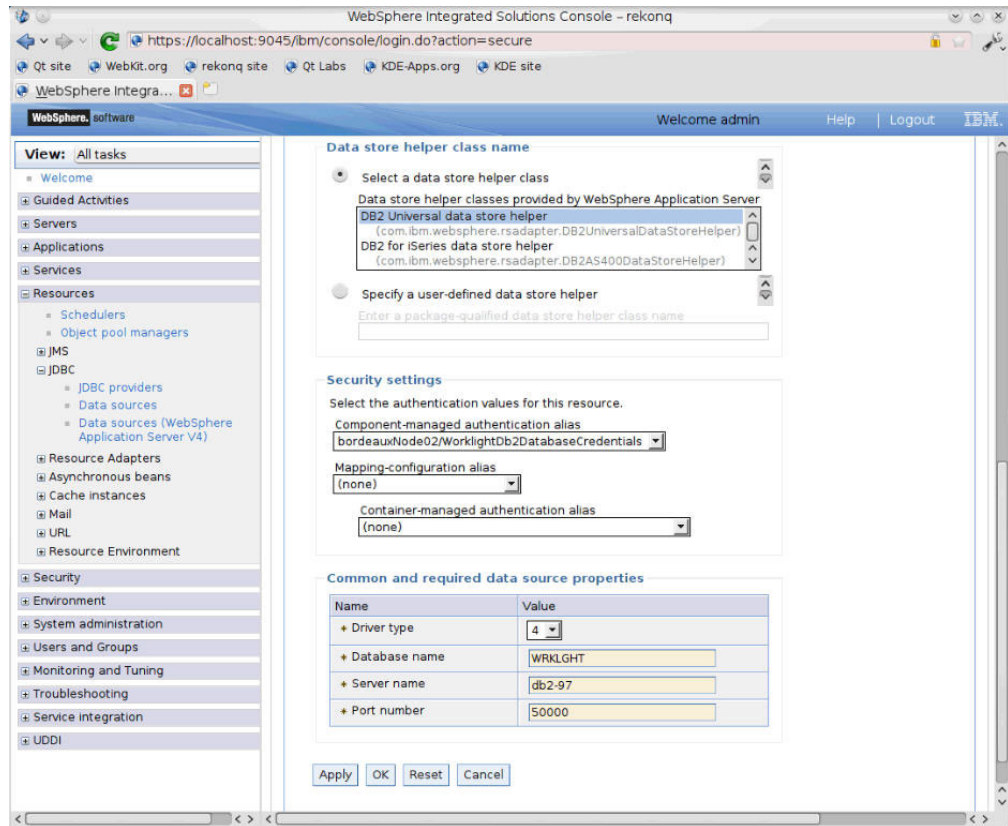 WebSphere Integrated Solutions Console – rekonq
https://localhost:9045/ibm/console/login.do?action=secure
Qt site WebKit.org rekonq site Qt Labs KDE-Apps.org KDE site
WebSphere Integra...
WebSphere. software Welcome admin Help | Logout IBM.
View: All tasks
Welcome
Guided Activities
Servers
Applications
Services
Resources
Schedulers
Object pool managers
JMS
JDBC
JDBC providers
Data sources
Data sources (WebSphere
Application Server V4)
Resource Adapters
Asynchronous beans
Cache instances
Mail
URL
Resource Environment
Security
Environment
System administration
Users and Groups
Monitoring and Tuning
Troubleshooting
Service integration
UDDI
Data store helper class name
Select a data store helper class
Data store helper classes provided by WebSphere Application Server
DB2 Universal data store helper
(com.ibm.websphere.rsadapter.DB2UniversalDataStoreHelper)
DB2 for iSeries data store helper
(com.ibm.websphere.rsadapter.DB2AS400DataStoreHelper)
Specify a user-defined data store helper
Enter a package-qualified data store helper class name
Security settings
Select the authentication values for this resource.
Component-managed authentication alias
bordeauxNode02/WorklightDb2DatabaseCredentials
Mapping-configuration alias
(none)
Container-managed authentication alias
(none)
Common and required data source properties
Name Value
Driver type 4
Database name WRKLGHT
Server name db2-97
Port number 50000
Apply OK Reset Cancel